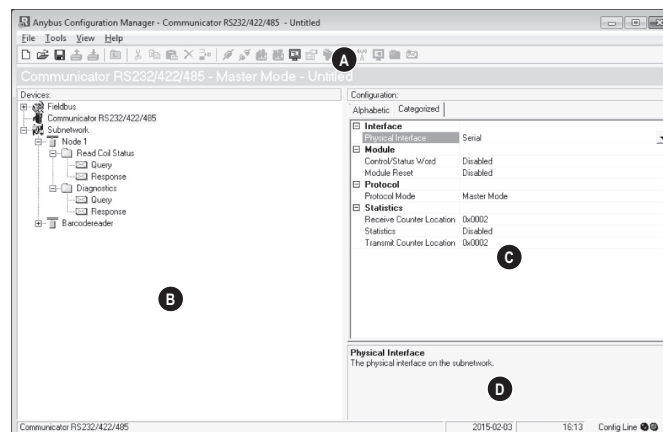 Anybus Configuration Manager - Communicator RS232/422/485 - Untitled
File Tools View Help
A
Communicator RS232/422/485 - Master Mode - Untitled
Devices:
Fieldbus
Communicator RS232/422/485
Subnetwork
Node 1
Read Coil Status
Query
Response
Diagnostics
Query
Response
Barcodereader
B
Configuration:
Alphabetic Categorized
Interface
Physical Interface Serial
Module
Control/Status Word Disabled
Module Reset Disabled
Protocol
Protocol Mode Master Mode
Statistics
Receive Counter Location 0x0002
Statistics Disabled
Transmit Counter Location 0x0002
C
Physical Interface
The physical interface on the subnetwork.
D
Communicator RS232/422/485 2015-02-03 16:13 Config Line